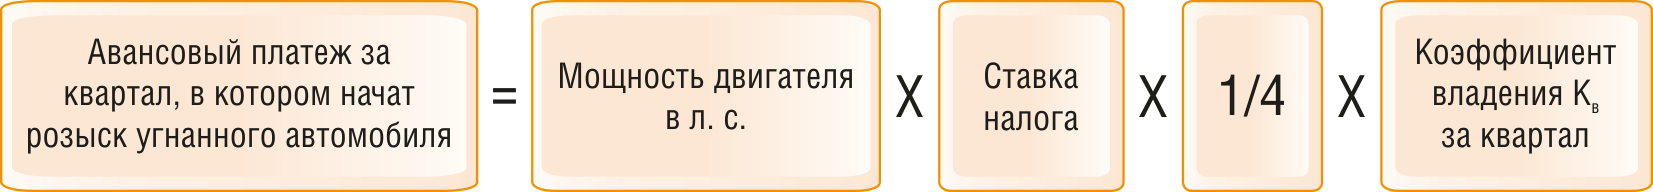 Авансовый платеж за
квартал, в котором начат
розыск угнанного автомобиля
=
Мощность двигателя
в л. с.
X
Ставка
налога
X
1/4
X
Коэффициент
владения Кв
за квартал